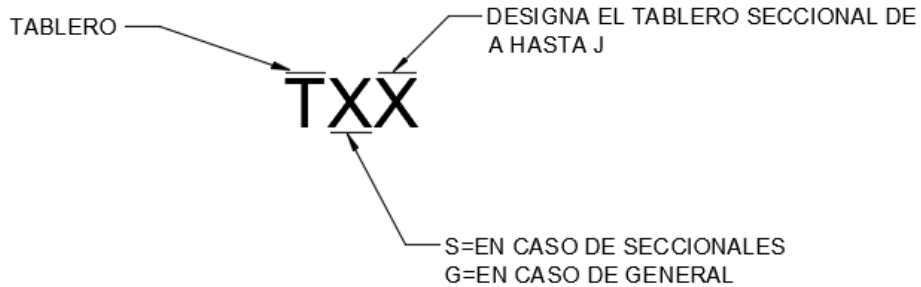 TABLERO
DESIGNA EL TABLERO SECCIONAL DE
A HASTA J
TXX
S=EN CASO DE SECCIONALES
G=EN CASO DE GENERAL